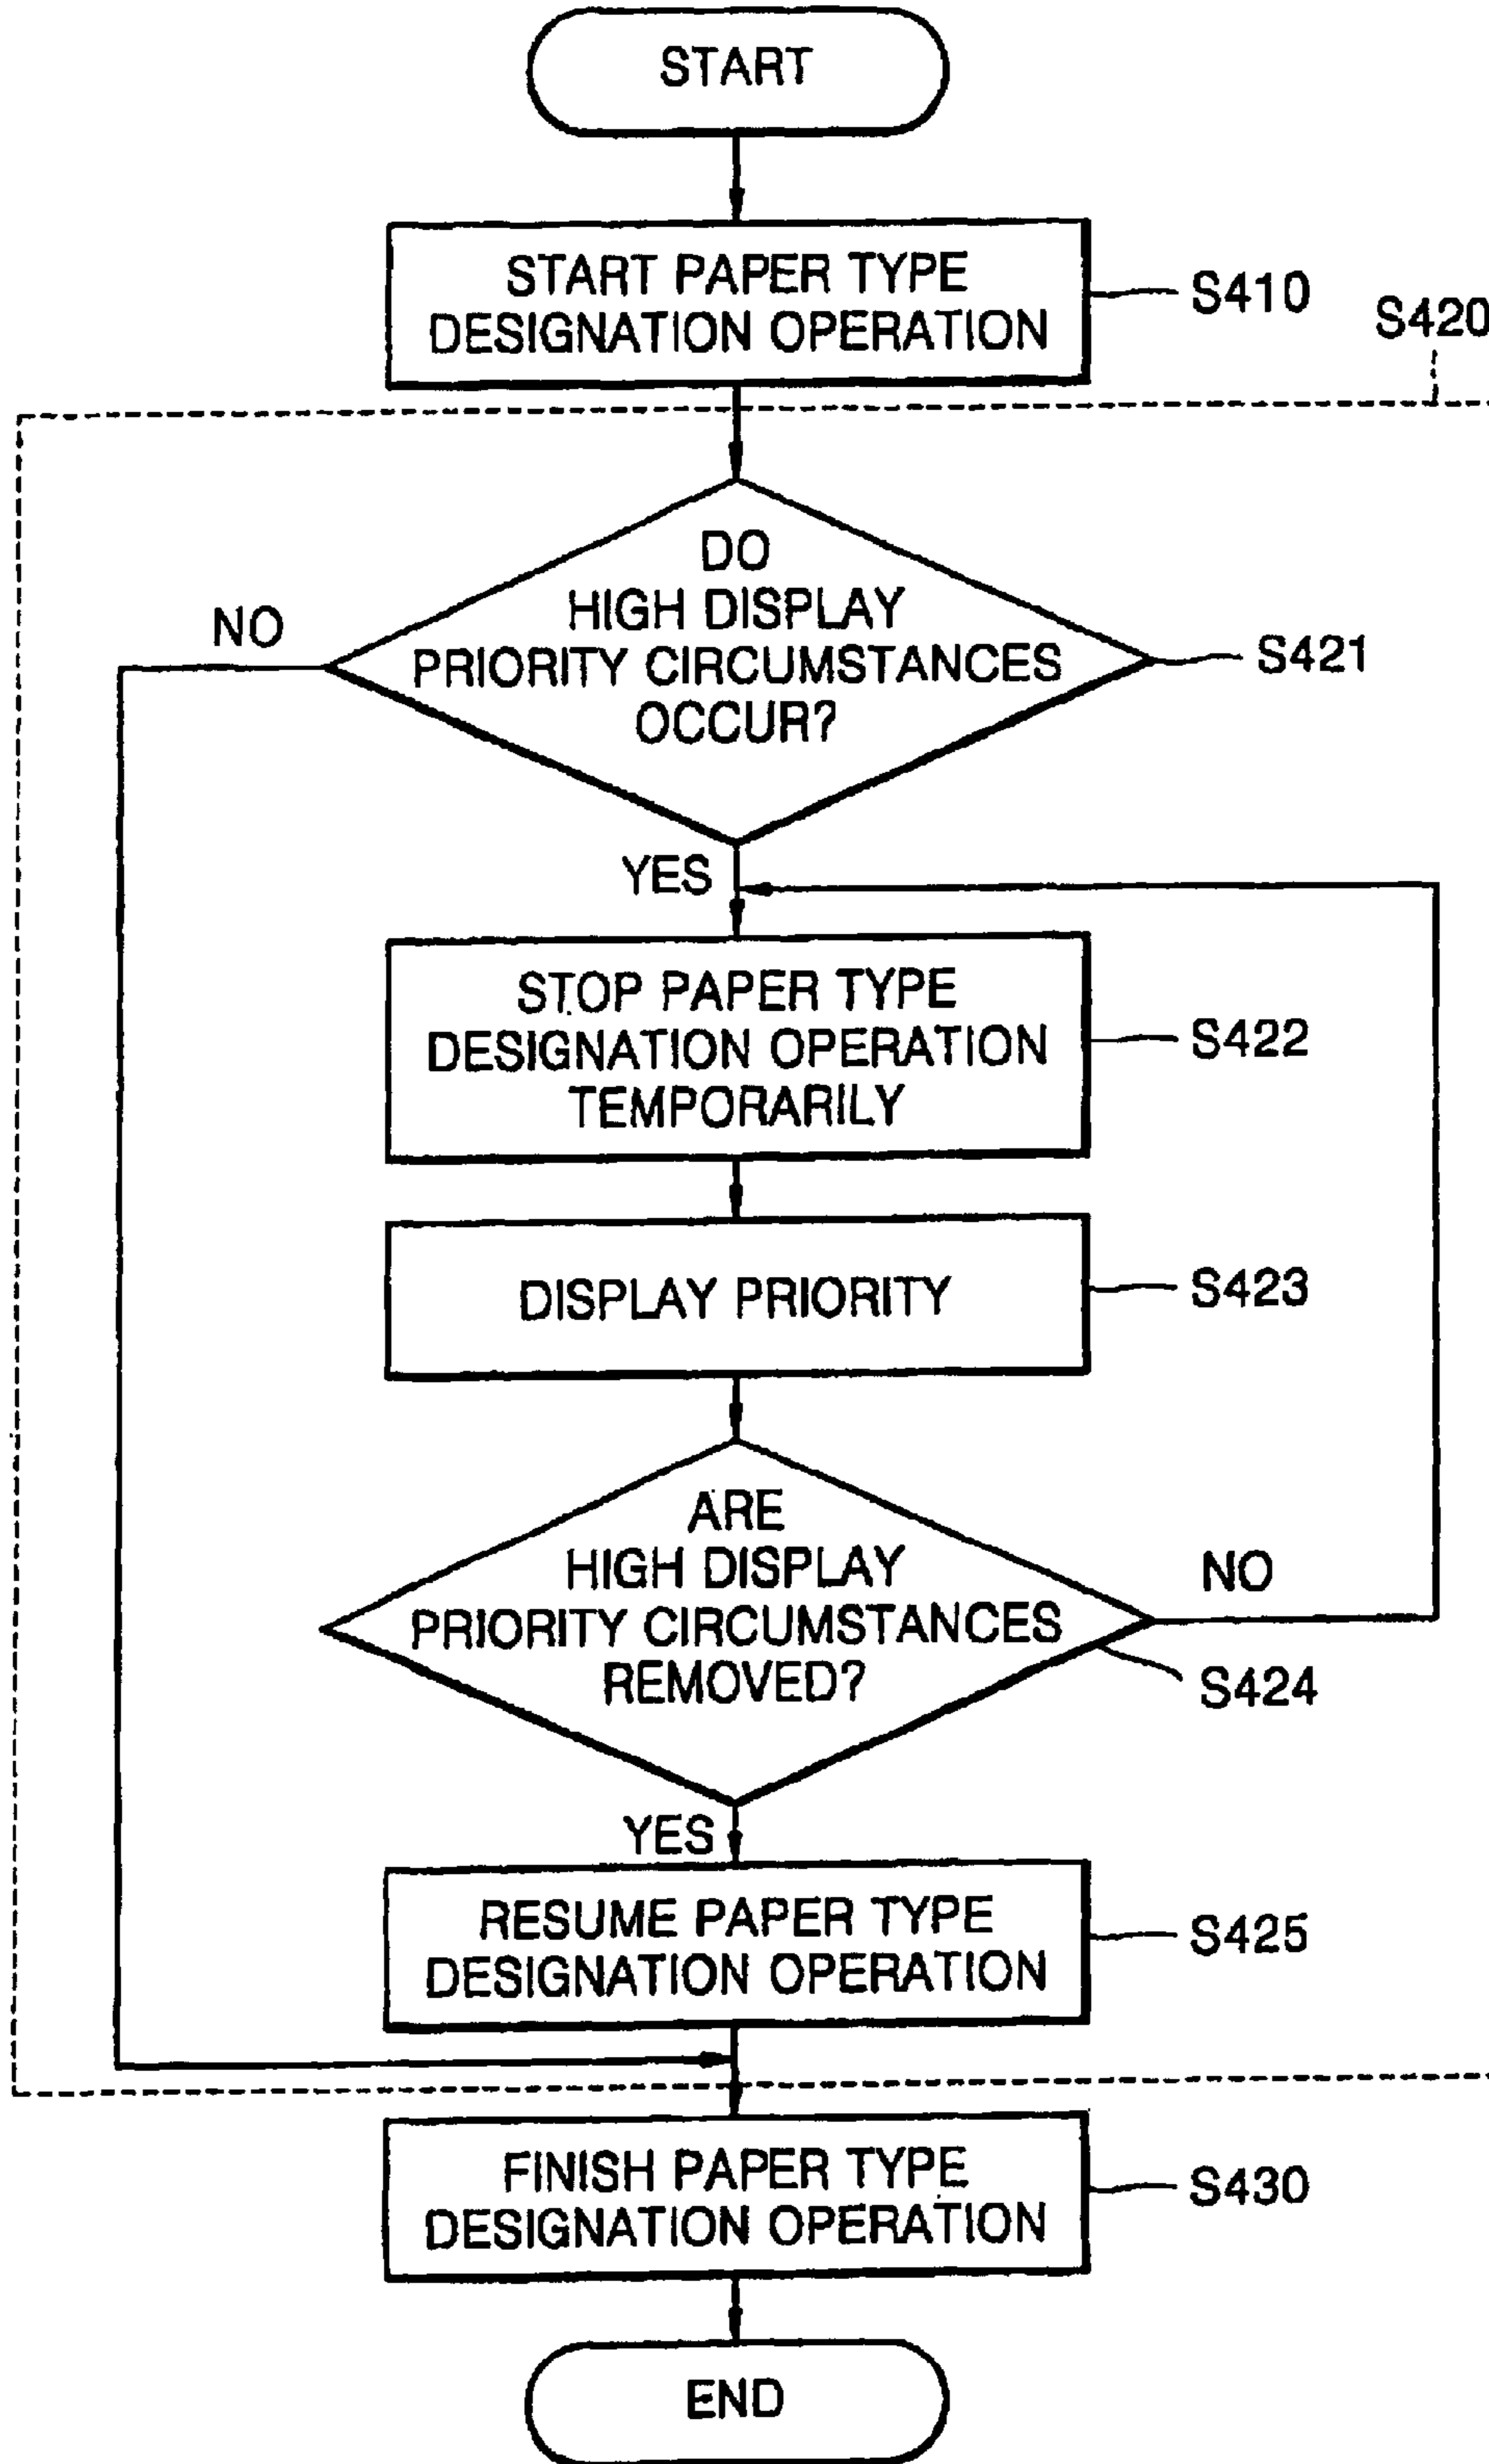 START
START PAPER TYPE
DESIGNATION OPERATION
S410
S420
DO
HIGH DISPLAY
PRIORITY CIRCUMSTANCES
OCCUR?
NO
S421
YES
STOP PAPER TYPE
DESIGNATION OPERATION
TEMPORARILY
S422
DISPLAY PRIORITY
S423
ARE
HIGH DISPLAY
PRIORITY CIRCUMSTANCES
REMOVED?
NO
S424
YES
RESUME PAPER TYPE
DESIGNATION OPERATION
S425
FINISH PAPER TYPE
DESIGNATION OPERATION
S430
END